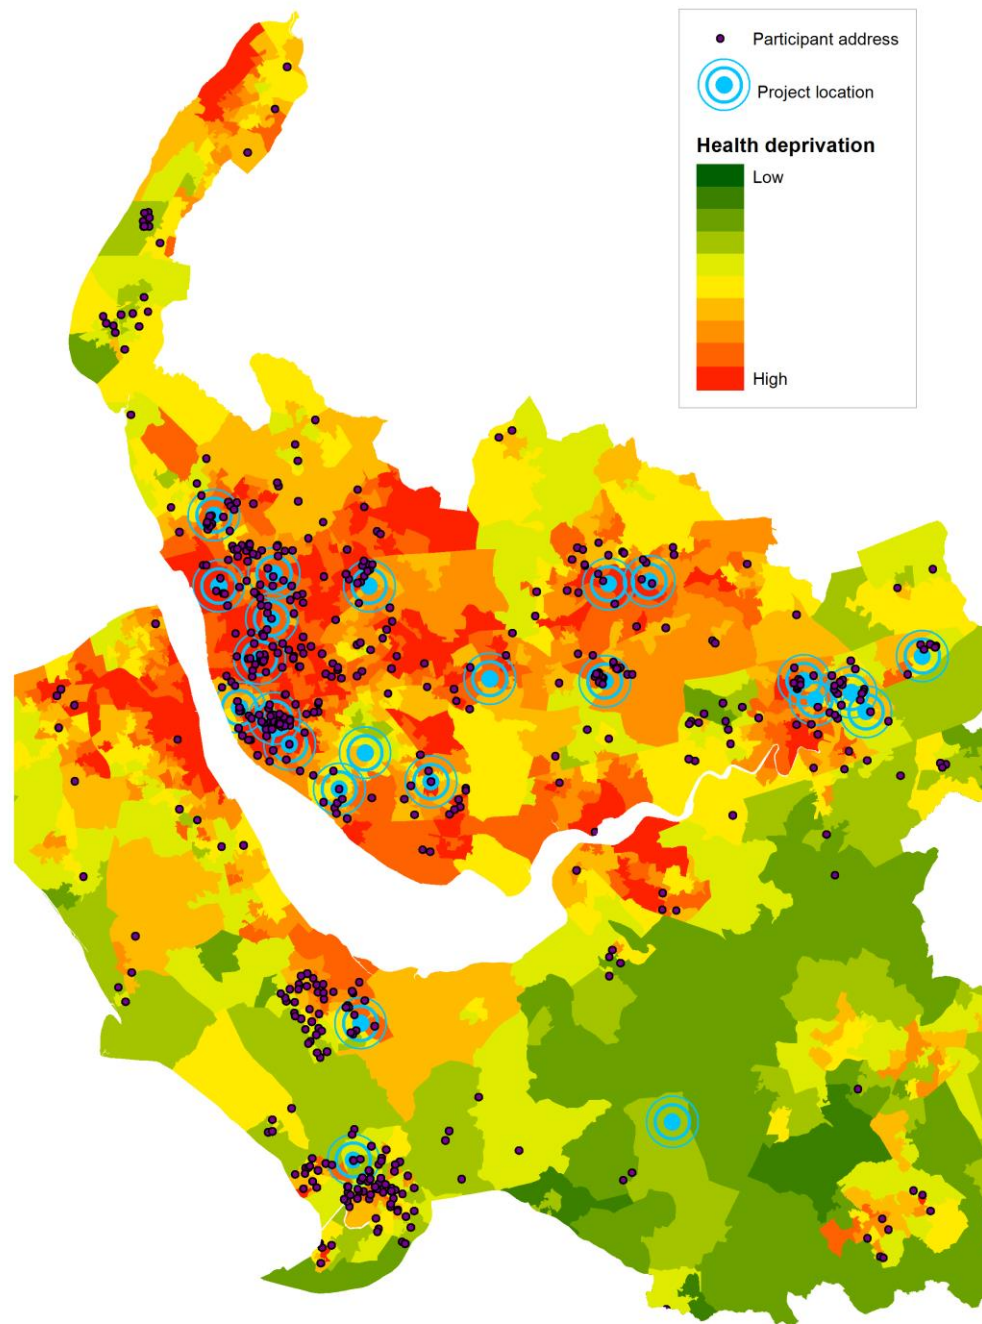 Participant address
Project location
Health deprivation
Low
High